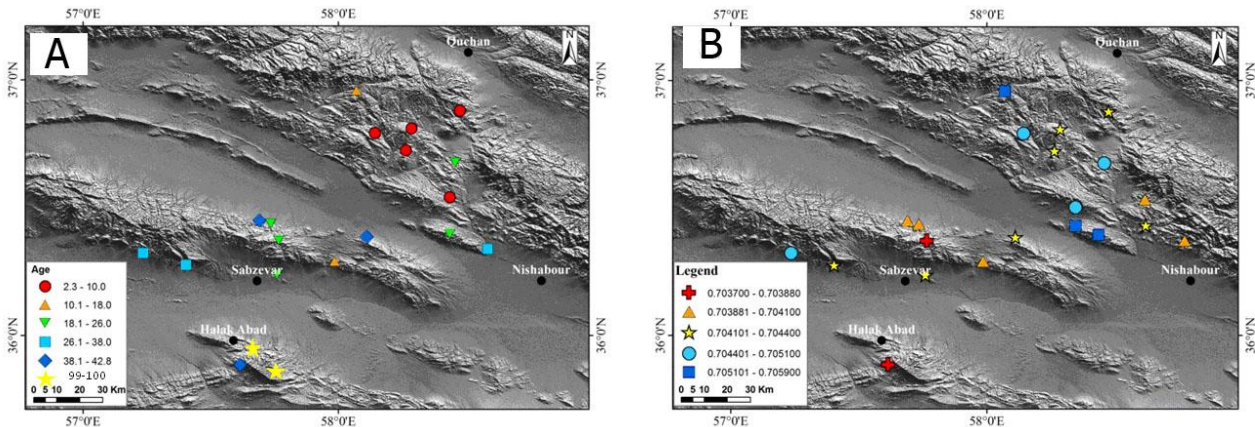 57°0'E 58°0'E
A
Quchan
N
37°0'N
Sabzevar
Nishabour
Halak Abad
36°0'N
Age
2.3 - 10.0
10.1 - 18.0
18.1 - 26.0
26.1 - 38.0
38.1 - 42.8
99-100
0 5 10 20 30 Km
57°0'E 58°0'E
57°0'E 58°0'E
B
Quchan
N
37°0'N
37°0'N
Sabzevar
Nishabour
Halak Abad
36°0'N
36°0'N
Legend
0.703700 - 0.703880
0.703881 - 0.704100
0.704101 - 0.704400
0.704401 - 0.705100
0.705101 - 0.705900
0 5 10 20 30 Km
57°0'E 58°0'E